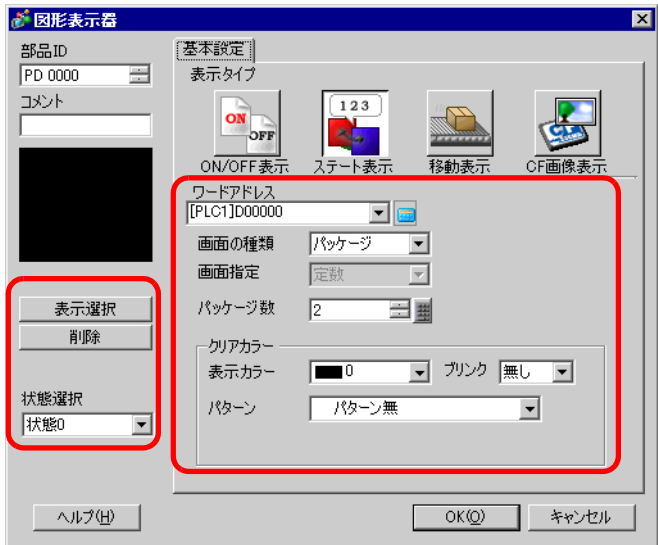 図形表示器
部品ID
PD 0000
コメント
表示選択
削除
状態選択
状態0
基本設定
表示タイプ
ON
OFF
ON/OFF表示
123
ステート表示
移動表示
CF
CF画像表示
ワードアドレス
[PLC1]D00000
画面の種類 パッケージ
画面指定 定数
パッケージ数 2
クリアカラー
表示カラー 0 ブリンク 無し
パターン パターン無
ヘルプ(H)
OK(O)
キャンセル